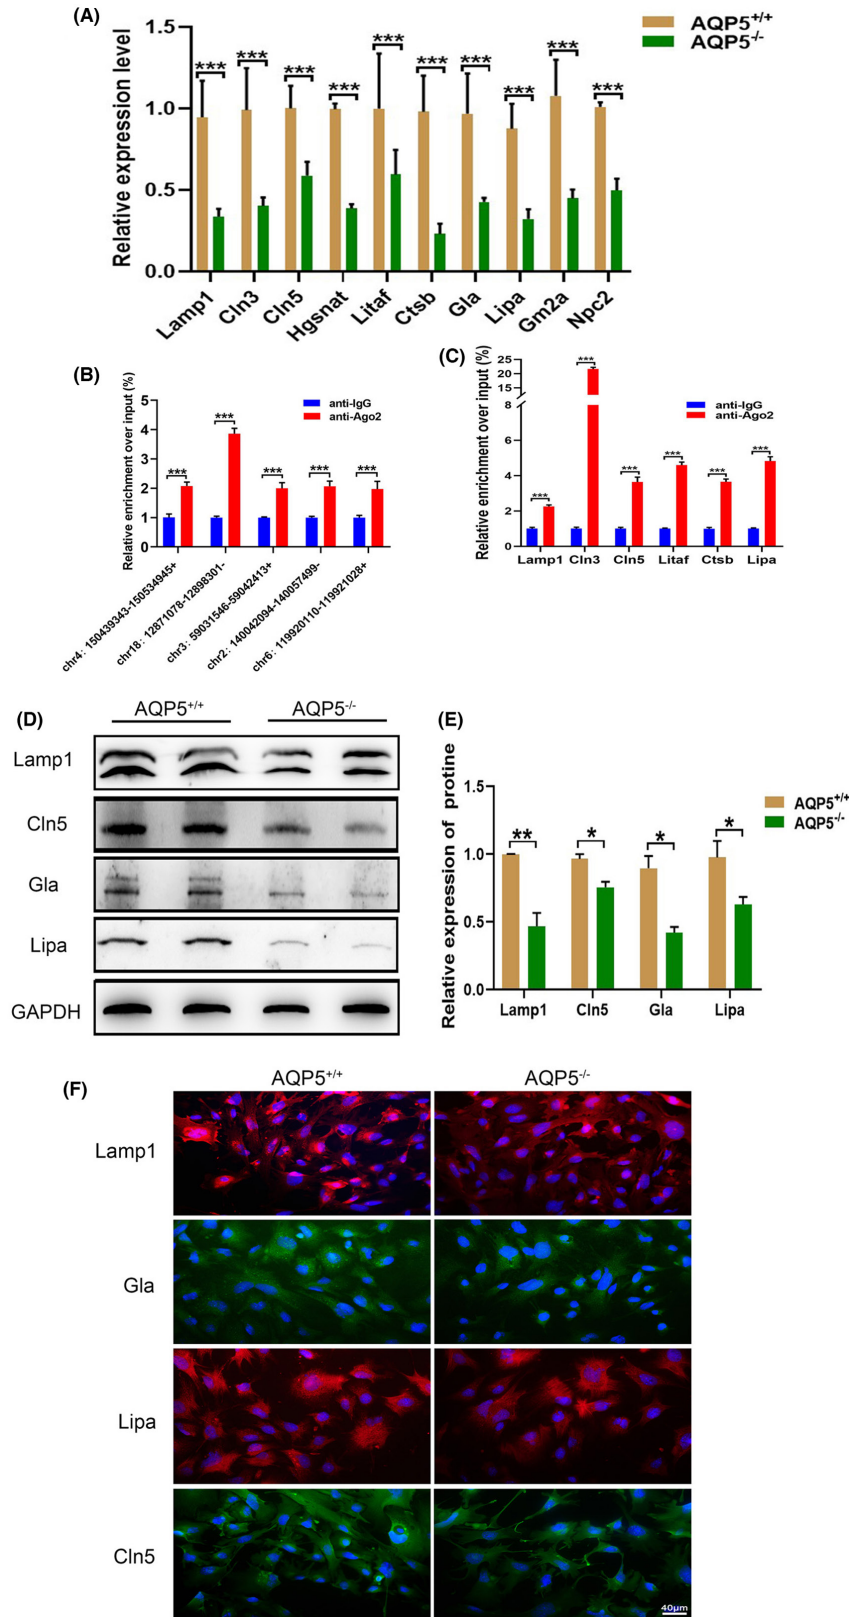 (A)
AQP5+/+
AQP5-/-
Relative expression level
1.5
1.0
0.5
0.0
*** *** *** *** *** *** *** *** *** ***
Lamp1 Cln3 Cln5 Hgsnat Litaf Ctsb Gla Lipa Gm2a Npc2
(B)
Relative enrichment over input (%)
anti-IgG
anti-Ago2
5
4
3
2
1
0
*** *** *** *** ***
chr4: 150439343-150534945+
chr18: 12871078-12898301-
chr3: 59031546-59042413+
chr2: 140042094-140057499-
chr6: 119920110-119921028+
(C)
Relative enrichment over input (%)
anti-IgG
anti-Ago2
25
20
15
8
6
4
2
0
*** *** *** *** *** ***
Lamp1 Cln3 Cln5 Litaf Ctsb Lipa
(D)
AQP5+/+ AQP5-/-
Lamp1
Cln5
Gla
Lipa
GAPDH
(E)
Relative expression of protine
AQP5+/+
AQP5-/-
1.5
1.0
0.5
0.0
** * * *
Lamp1 Cln5 Gla Lipa
(F)
AQP5+/+ AQP5-/-
Lamp1
Gla
Lipa
Cln5
40μm